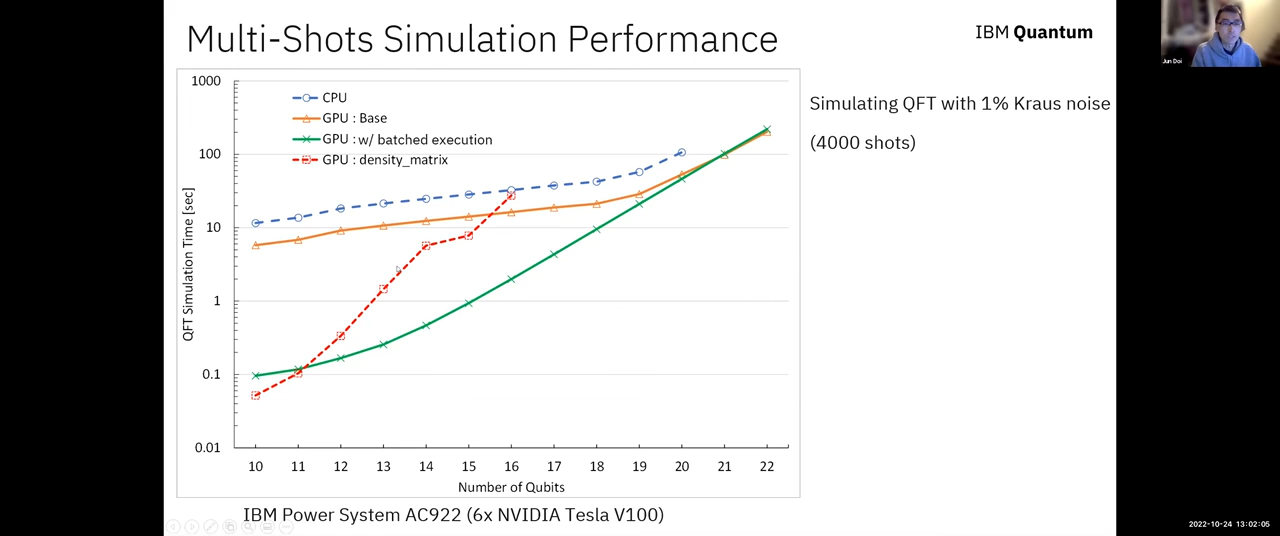 Multi-Shots Simulation Performance
IBM Quantum
Jun Doi
1000
100
10
1
0.1
0.01
QFT Simulation Time [sec]
CPU
GPU : Base
GPU : w/ batched execution
GPU : density_matrix
10 11 12 13 14 15 16 17 18 19 20 21 22
Number of Qubits
Simulating QFT with 1% Kraus noise
(4000 shots)
IBM Power System AC922 (6x NVIDIA Tesla V100)
2022-10-24 13:02:05